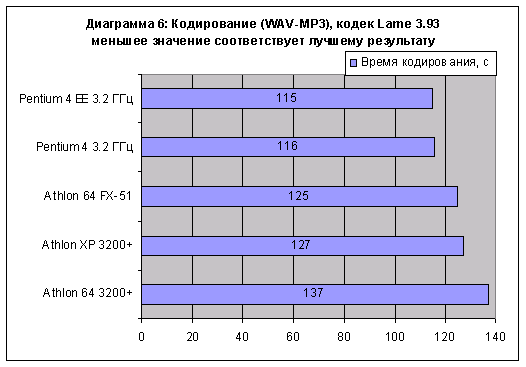 Диаграмма 6: Кодирование (WAV-MP3), кодек Lame 3.93
меньшее значение соответствует лучшему результату
Время кодирования, с
Pentium 4 EE 3.2 ГГц
115
Pentium 4 3.2 ГГц
116
Athlon 64 FX-51
125
Athlon XP 3200+
127
Athlon 64 3200+
137
0 20 40 60 80 100 120 140